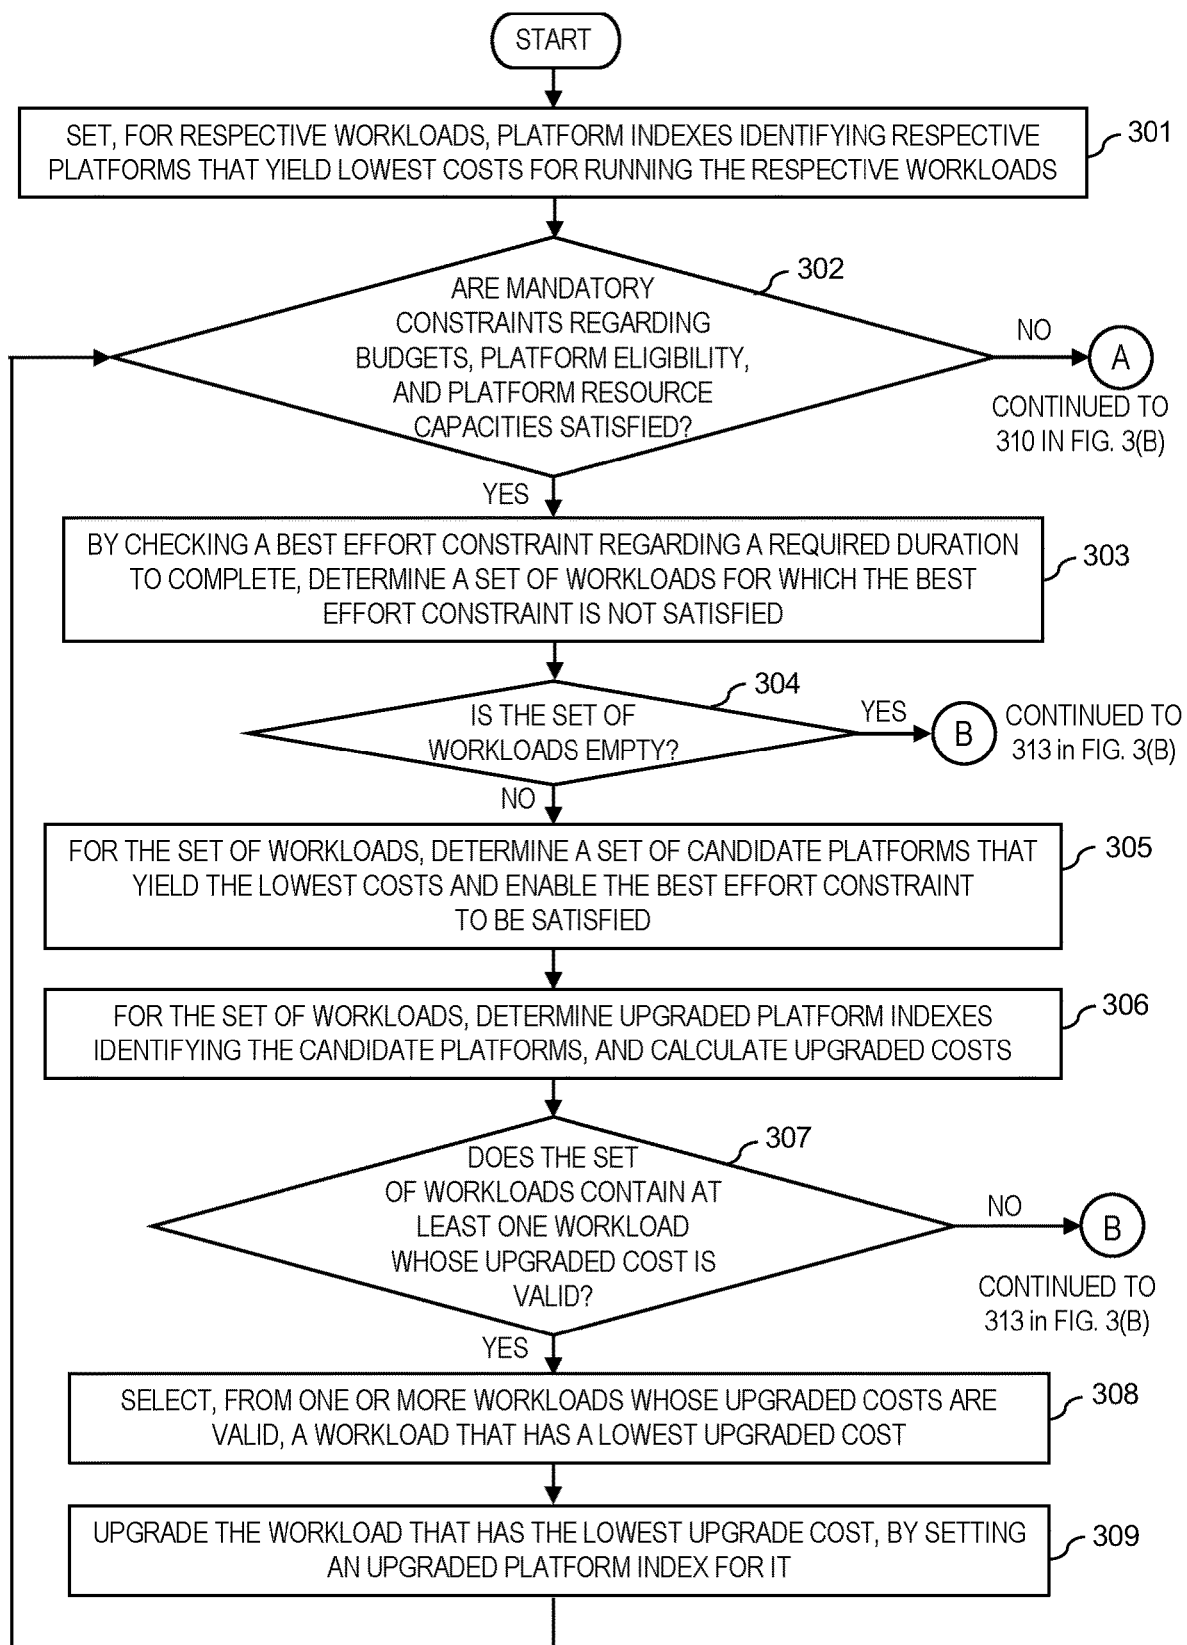 START
SET, FOR RESPECTIVE WORKLOADS, PLATFORM INDEXES IDENTIFYING RESPECTIVE
PLATFORMS THAT YIELD LOWEST COSTS FOR RUNNING THE RESPECTIVE WORKLOADS
301
302
ARE MANDATORY
CONSTRAINTS REGARDING
BUDGETS, PLATFORM ELIGIBILITY,
AND PLATFORM RESOURCE
CAPACITIES SATISFIED?
NO
A
CONTINUED TO
310 IN FIG. 3(B)
YES
BY CHECKING A BEST EFFORT CONSTRAINT REGARDING A REQUIRED DURATION
TO COMPLETE, DETERMINE A SET OF WORKLOADS FOR WHICH THE BEST
EFFORT CONSTRAINT IS NOT SATISFIED
303
304
IS THE SET OF
WORKLOADS EMPTY?
YES
B
CONTINUED TO
313 in FIG. 3(B)
NO
FOR THE SET OF WORKLOADS, DETERMINE A SET OF CANDIDATE PLATFORMS THAT
YIELD THE LOWEST COSTS AND ENABLE THE BEST EFFORT CONSTRAINT
TO BE SATISFIED
305
FOR THE SET OF WORKLOADS, DETERMINE UPGRADED PLATFORM INDEXES
IDENTIFYING THE CANDIDATE PLATFORMS, AND CALCULATE UPGRADED COSTS
306
307
DOES THE SET
OF WORKLOADS CONTAIN AT
LEAST ONE WORKLOAD
WHOSE UPGRADED COST IS
VALID?
NO
B
CONTINUED TO
313 in FIG. 3(B)
YES
SELECT, FROM ONE OR MORE WORKLOADS WHOSE UPGRADED COSTS ARE
VALID, A WORKLOAD THAT HAS A LOWEST UPGRADED COST
308
UPGRADE THE WORKLOAD THAT HAS THE LOWEST UPGRADE COST, BY SETTING
AN UPGRADED PLATFORM INDEX FOR IT
309